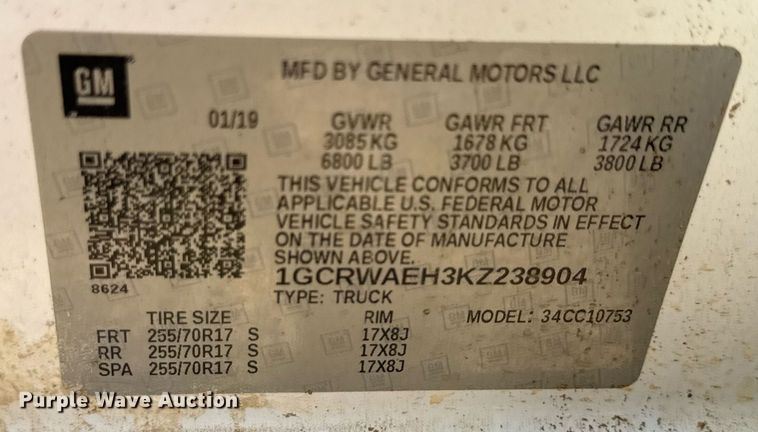 GM
MFD BY GENERAL MOTORS LLC
01/19 GVWR GAWR FRT GAWR RR
3085 KG 1678 KG 1724 KG
6800 LB 3700 LB 3800 LB
THIS VEHICLE CONFORMS TO ALL
APPLICABLE U.S. FEDERAL MOTOR
VEHICLE SAFETY STANDARDS IN EFFECT
ON THE DATE OF MANUFACTURE
SHOWN ABOVE.
8624
1GCRWAEH3KZ238904
TYPE: TRUCK
TIRE SIZE RIM MODEL: 34CC10753
FRT 255/70R17 S 17X8J
RR 255/70R17 S 17X8J
SPA 255/70R17 S 17X8J
Purple Wave Auction